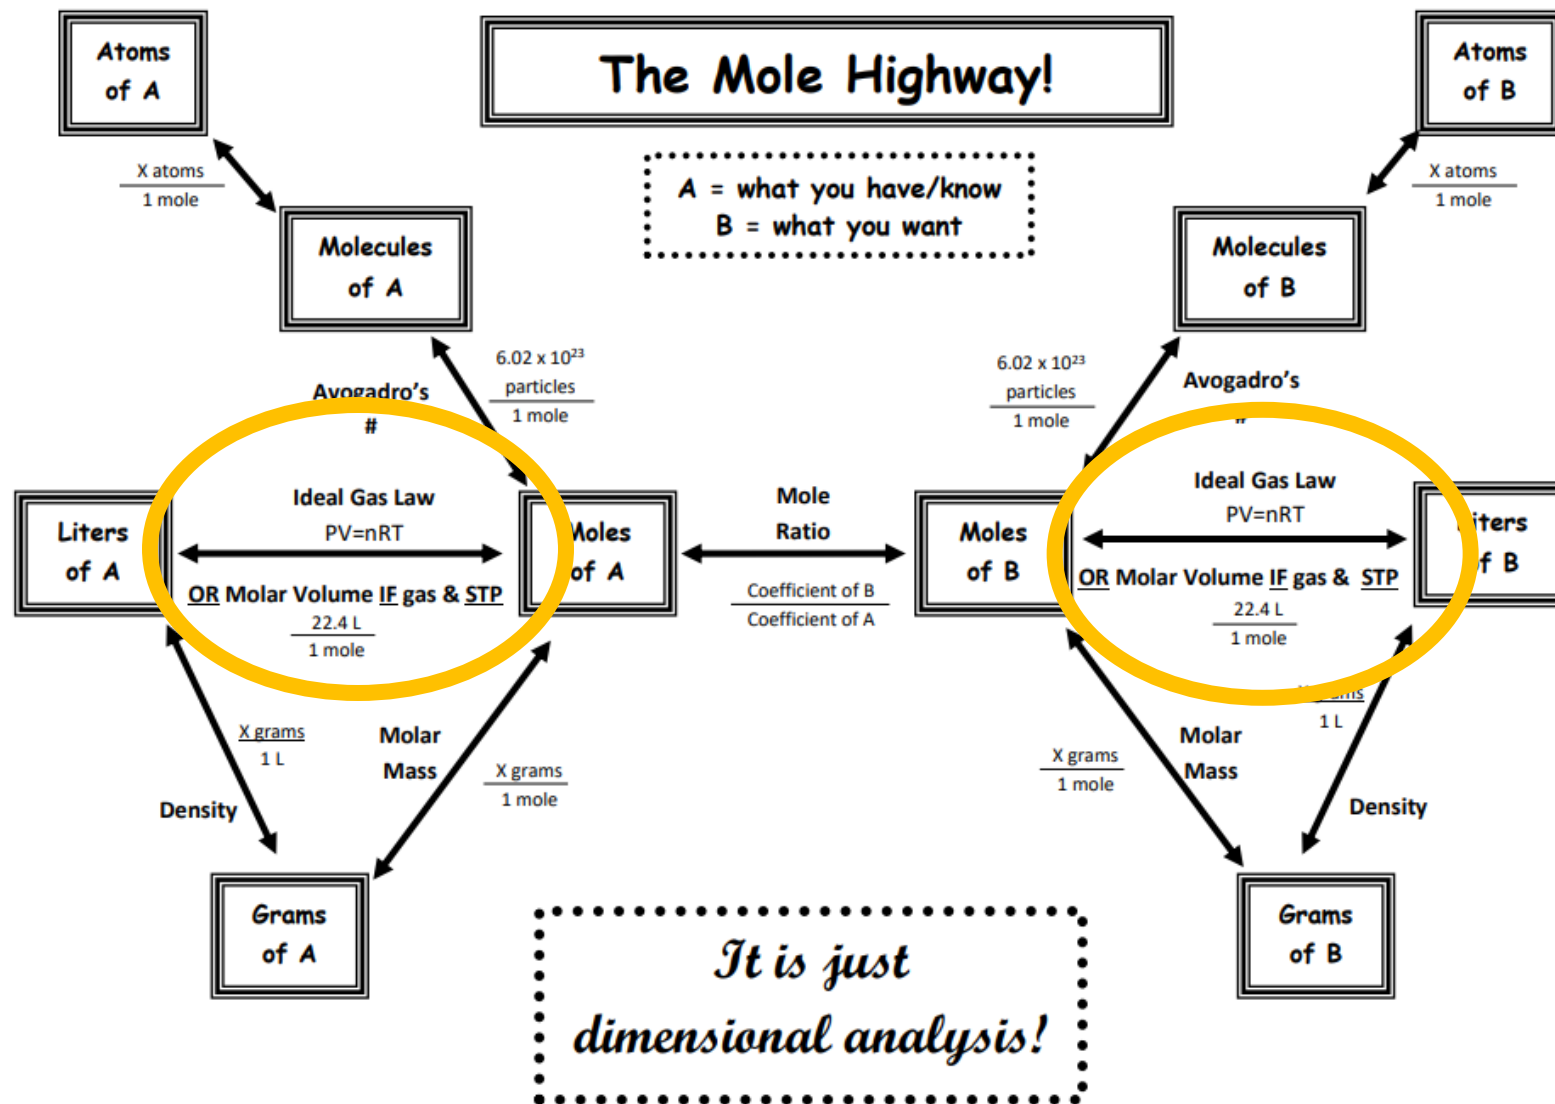 Atoms
of A
The Mole Highway!
Atoms
of B
X atoms
1 mole
A = what you have/know
B = what you want
X atoms
1 mole
Molecules
of A
Molecules
of B
6.02 x 10²³
particles
1 mole
Avogadro's
#
6.02 x 10²³
particles
1 mole
Avogadro's
#
Liters
of A
Ideal Gas Law
PV=nRT
OR Molar Volume IF gas & STP
22.4 L
1 mole
Moles
of A
Mole
Ratio
Coefficient of B
Coefficient of A
Moles
of B
Ideal Gas Law
PV=nRT
OR Molar Volume IF gas & STP
22.4 L
1 mole
Liters
of B
X grams
1 L
Density
Molar
Mass
X grams
1 mole
X grams
1 mole
Molar
Mass
X grams
1 L
Density
Grams
of A
It is just
dimensional analysis!
Grams
of B